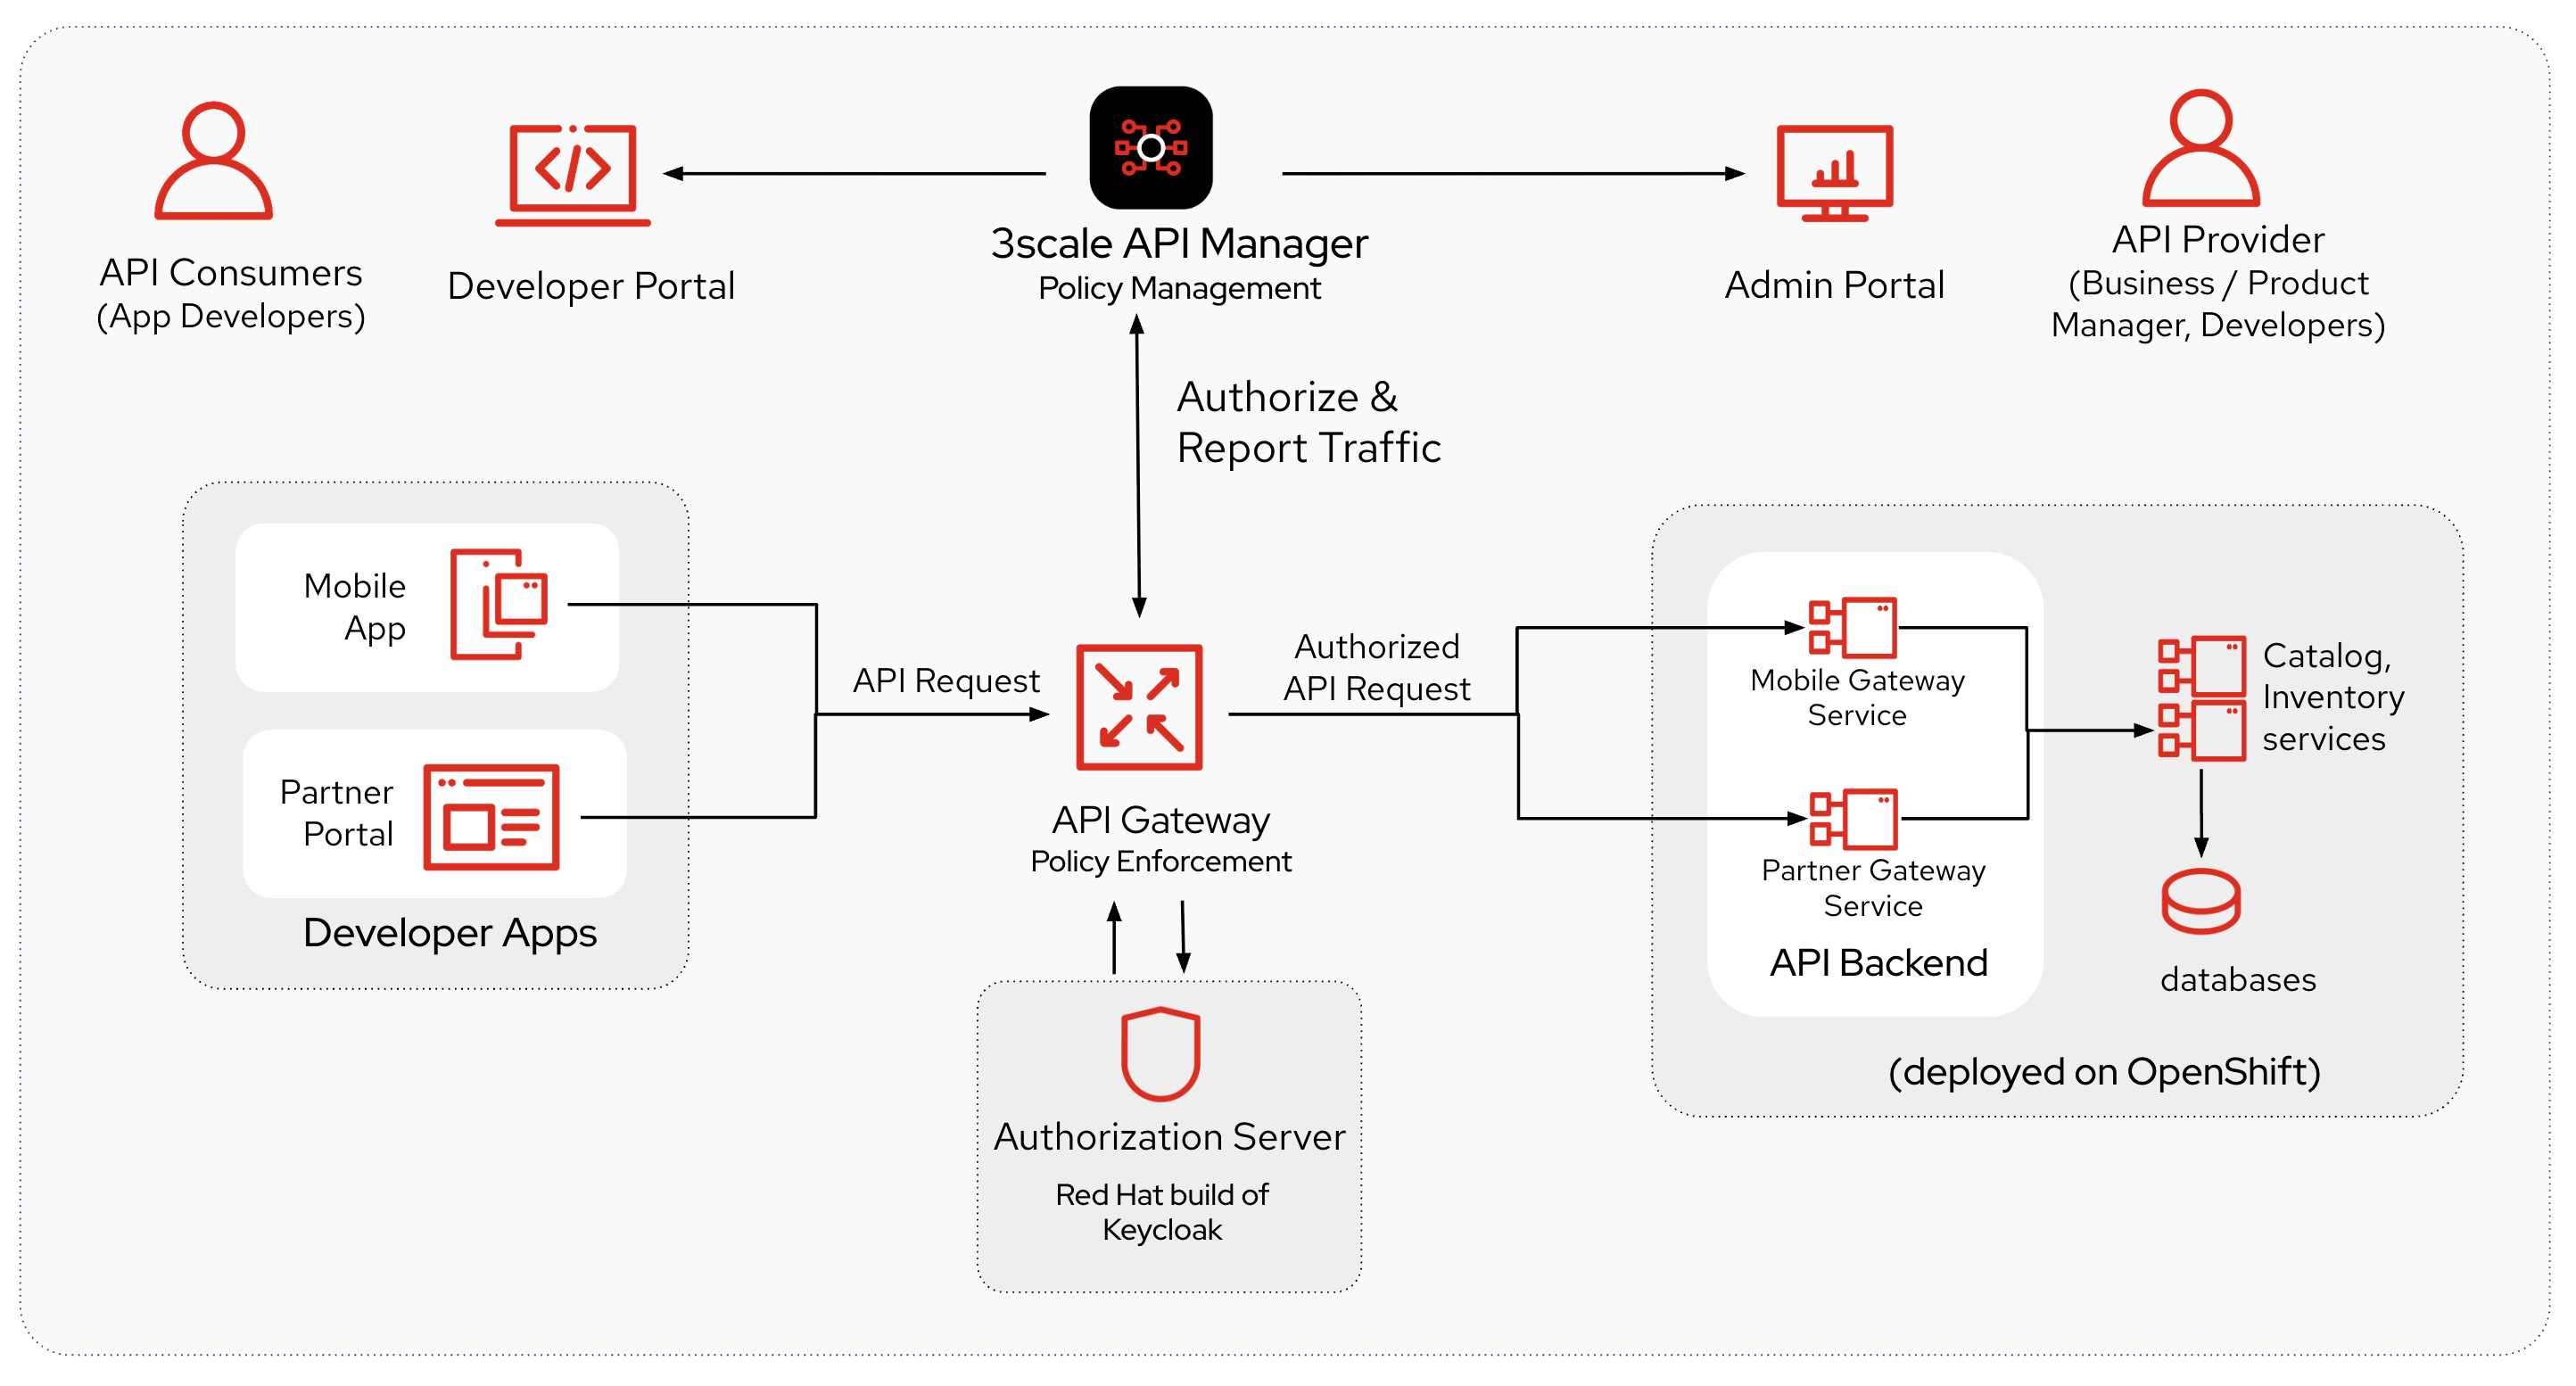 API Consumers
(App Developers)
Developer Portal
3scale API Manager
Policy Management
Admin Portal
API Provider
(Business / Product
Manager, Developers)
Authorize &
Report Traffic
Mobile
App
Partner
Portal
Developer Apps
API Request
API Gateway
Policy Enforcement
Authorized
API Request
Mobile Gateway
Service
Partner Gateway
Service
API Backend
Catalog,
Inventory
services
databases
(deployed on OpenShift)
Authorization Server
Red Hat build of
Keycloak